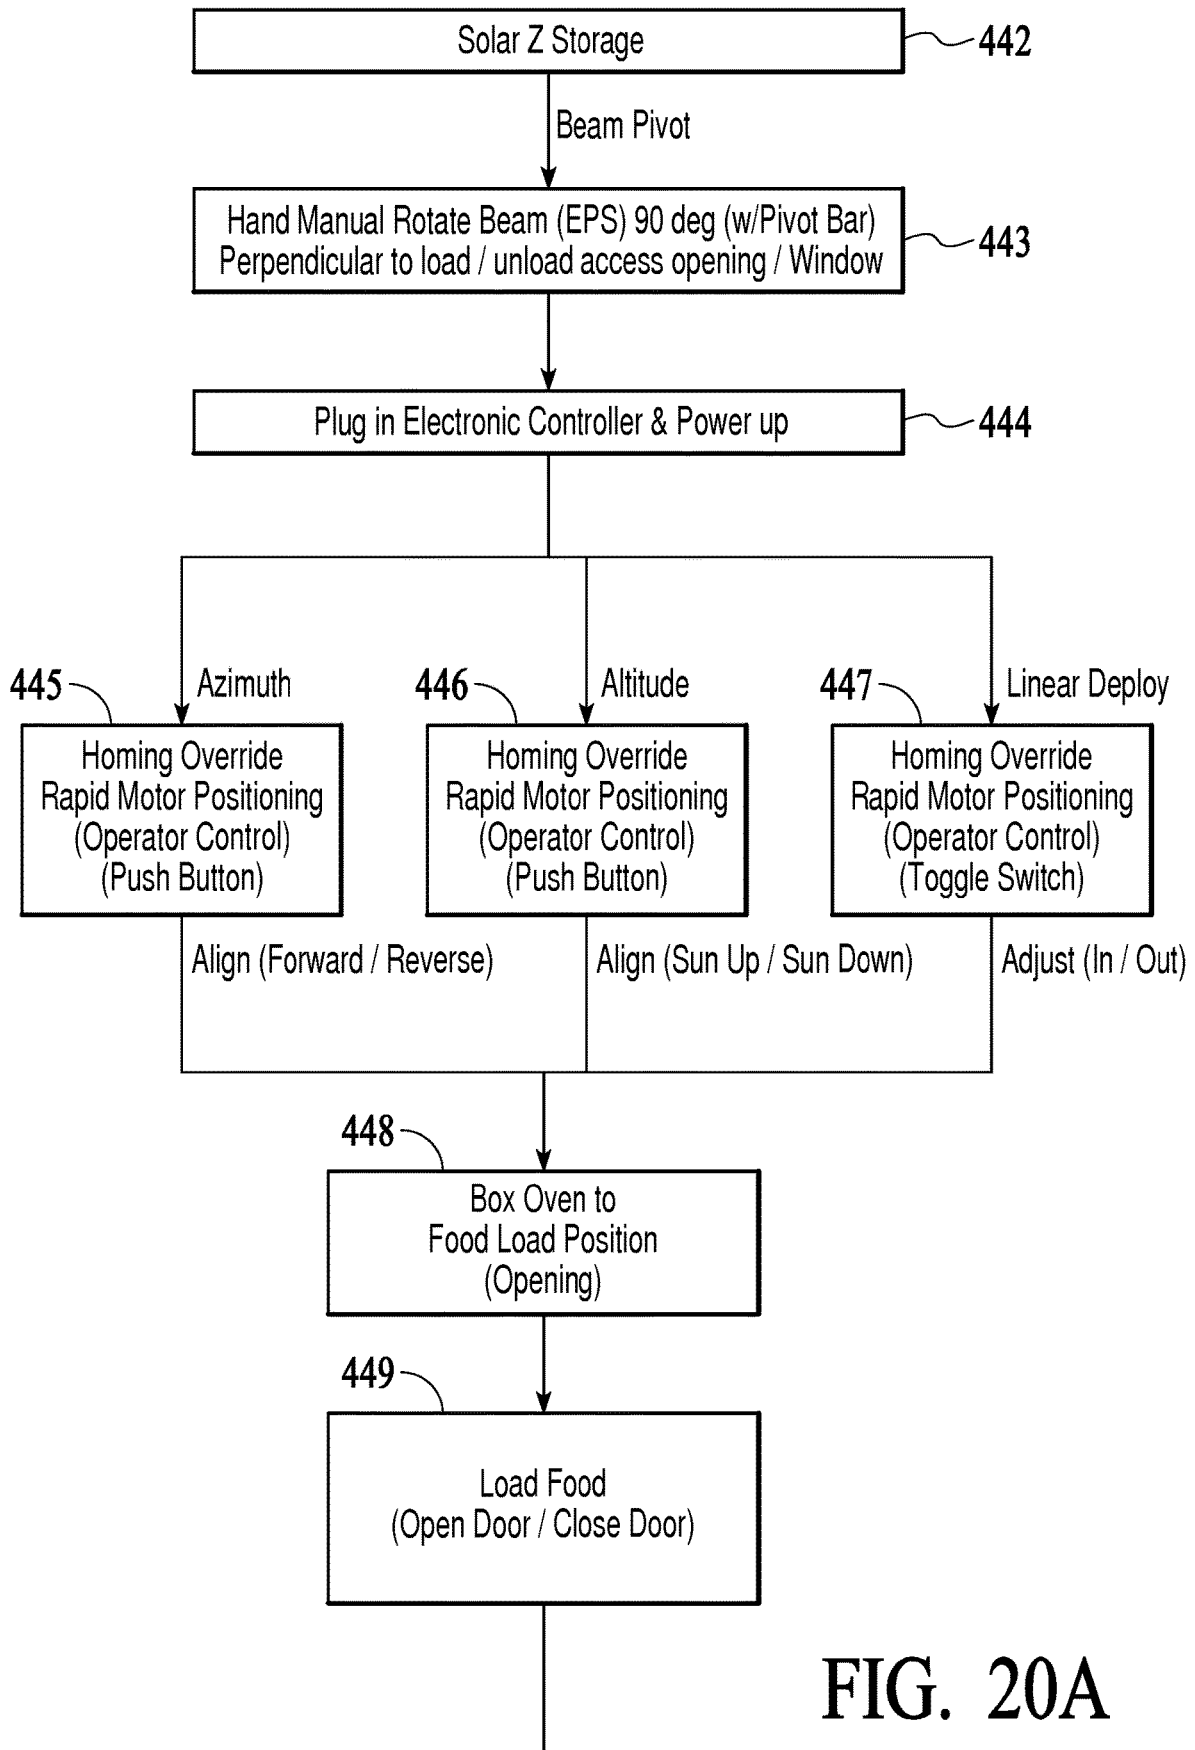 Solar Z Storage
442
Beam Pivot
Hand Manual Rotate Beam (EPS) 90 deg (w/Pivot Bar)
Perpendicular to load / unload access opening / Window
443
Plug in Electronic Controller & Power up
444
445
Azimuth
Homing Override
Rapid Motor Positioning
(Operator Control)
(Push Button)
Align (Forward / Reverse)
446
Altitude
Homing Override
Rapid Motor Positioning
(Operator Control)
(Push Button)
Align (Sun Up / Sun Down)
447
Linear Deploy
Homing Override
Rapid Motor Positioning
(Operator Control)
(Toggle Switch)
Adjust (In / Out)
448
Box Oven to
Food Load Position
(Opening)
449
Load Food
(Open Door / Close Door)
FIG. 20A